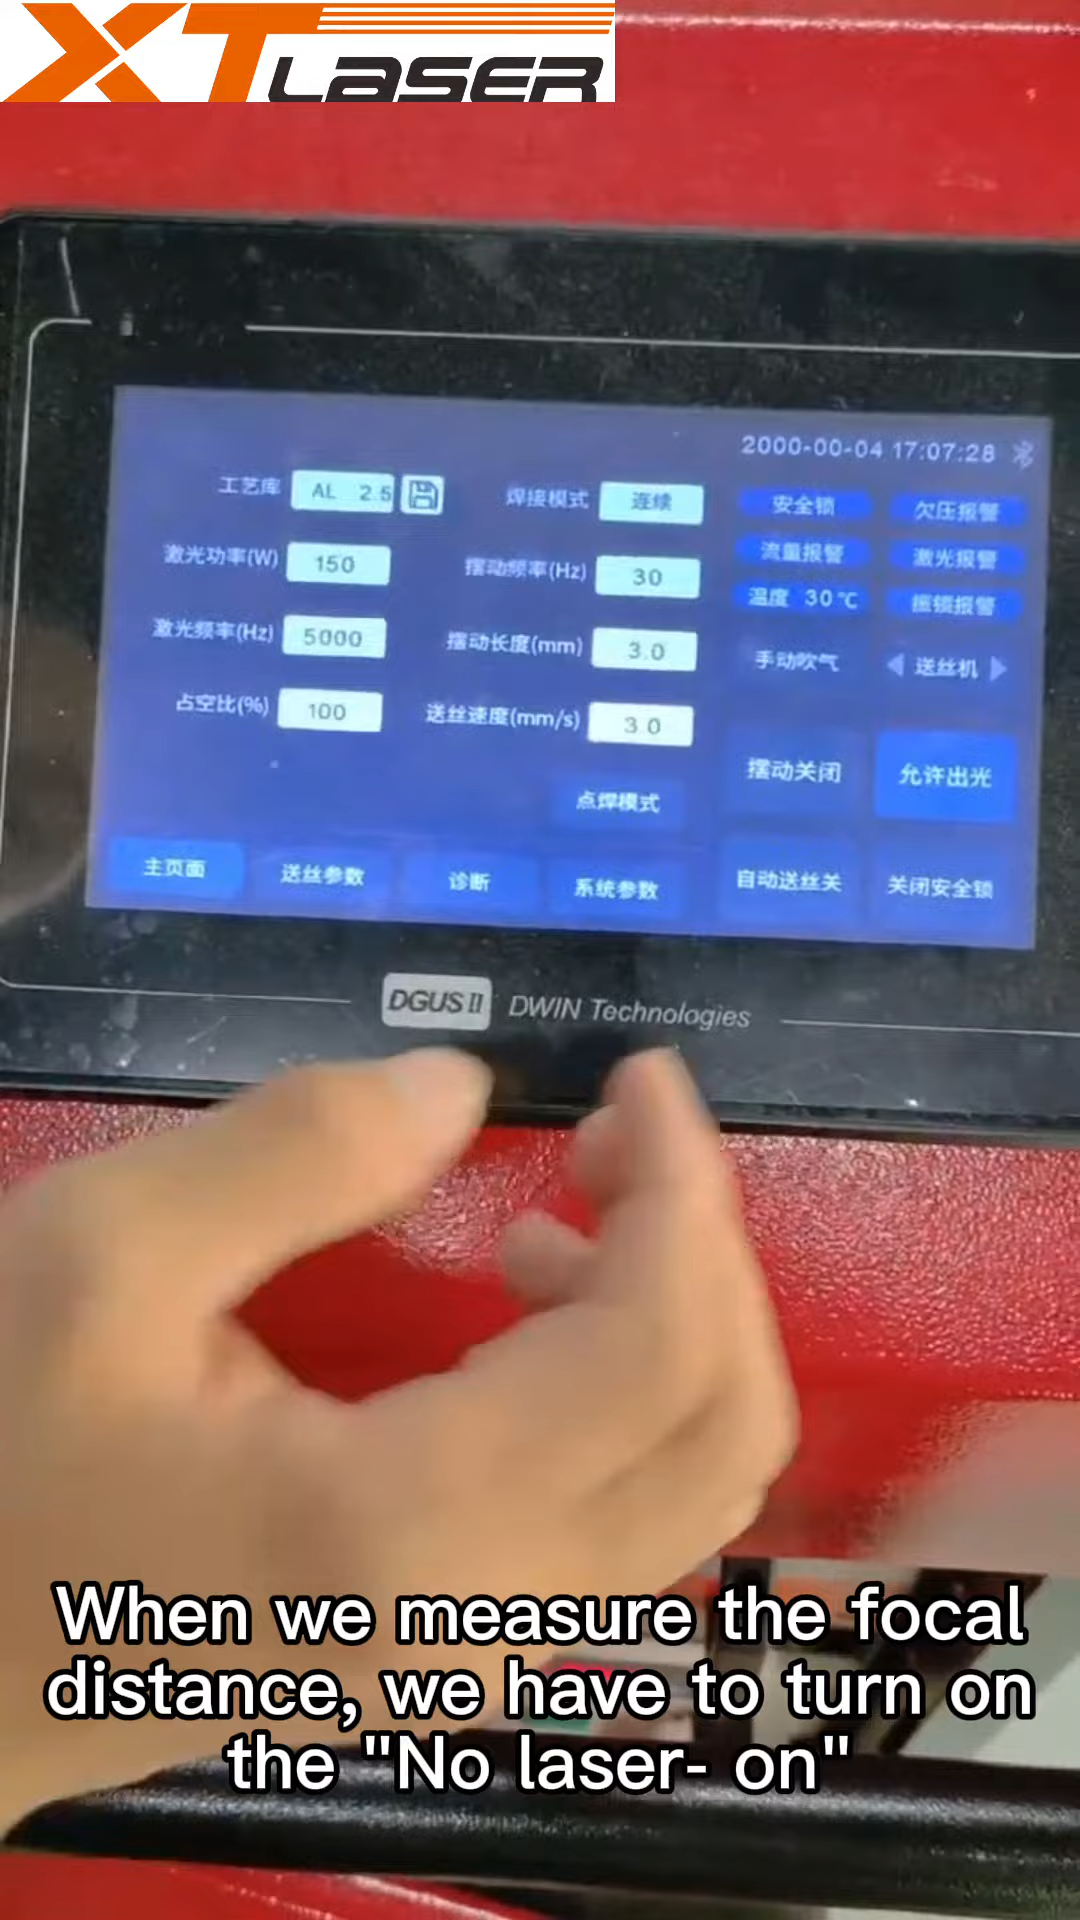 XT LASER
2000-00-04 17:07:28
工艺库 AL 2.5
焊接模式 连续
安全锁 欠压报警
激光功率(W) 150
摆动频率(Hz) 30
流量报警 激光报警
温度 30℃ 振镜报警
激光频率(Hz) 5000
摆动长度(mm) 3.0
手动吹气 送丝机
占空比(%) 100
送丝速度(mm/s) 3.0
摆动关闭 允许出光
点焊模式
主页面 送丝参数 诊断 系统参数 自动送丝关 关闭安全锁
DGUS II DWIN Technologies
When we measure the focal
distance, we have to turn on
the "No laser- on"